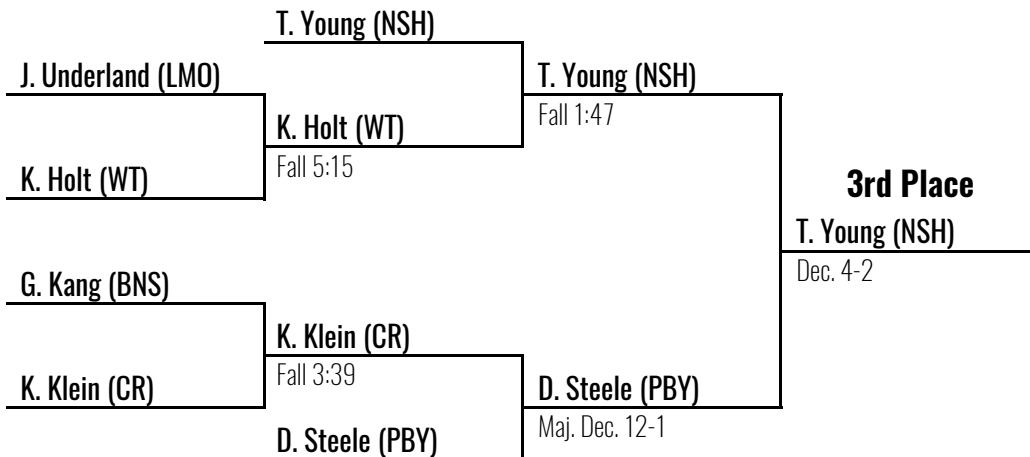 T. Young (NSH)
J. Underland (LMO)
T. Young (NSH)
K. Holt (WT)
Fall 1:47
Fall 5:15
K. Holt (WT)
3rd Place
T. Young (NSH)
Dec. 4-2
G. Kang (BNS)
K. Klein (CR)
Fall 3:39
K. Klein (CR)
D. Steele (PBY)
Maj. Dec. 12-1
D. Steele (PBY)